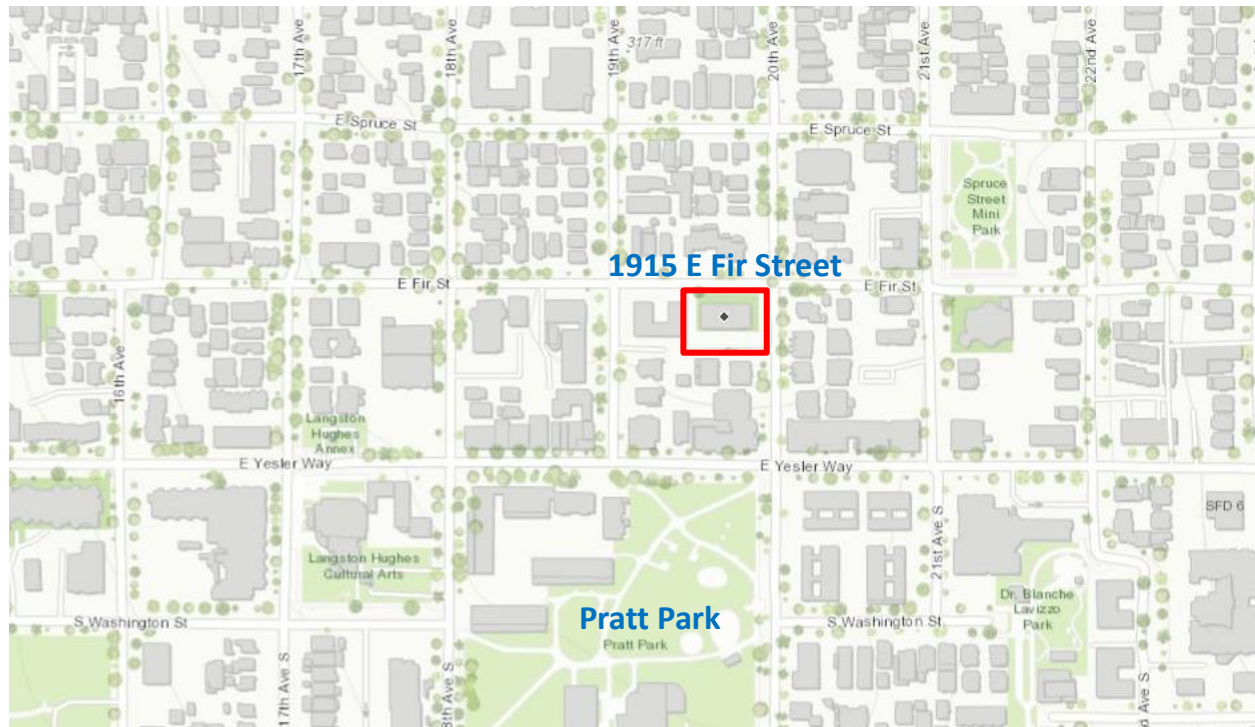 17th Ave
18th Ave
19th Ave
317 ft
20th Ave
21st Ave
22nd Ave
E Spruce St
E Spruce St
Spruce
Street
Mini
Park
1915 E Fir Street
E Fir St
E Fir St
16th Ave
Langston
Hughes
Annex
E Yesler Way
E Yesler Way
SFD 6
21st Ave S
Langston Hughes
Cultural Arts
Dr. Blanche
Lavizzo
Park
S Washington St
Pratt Park
Pratt Park
S Washington St
17th Ave S
8th Ave S
d Ave S